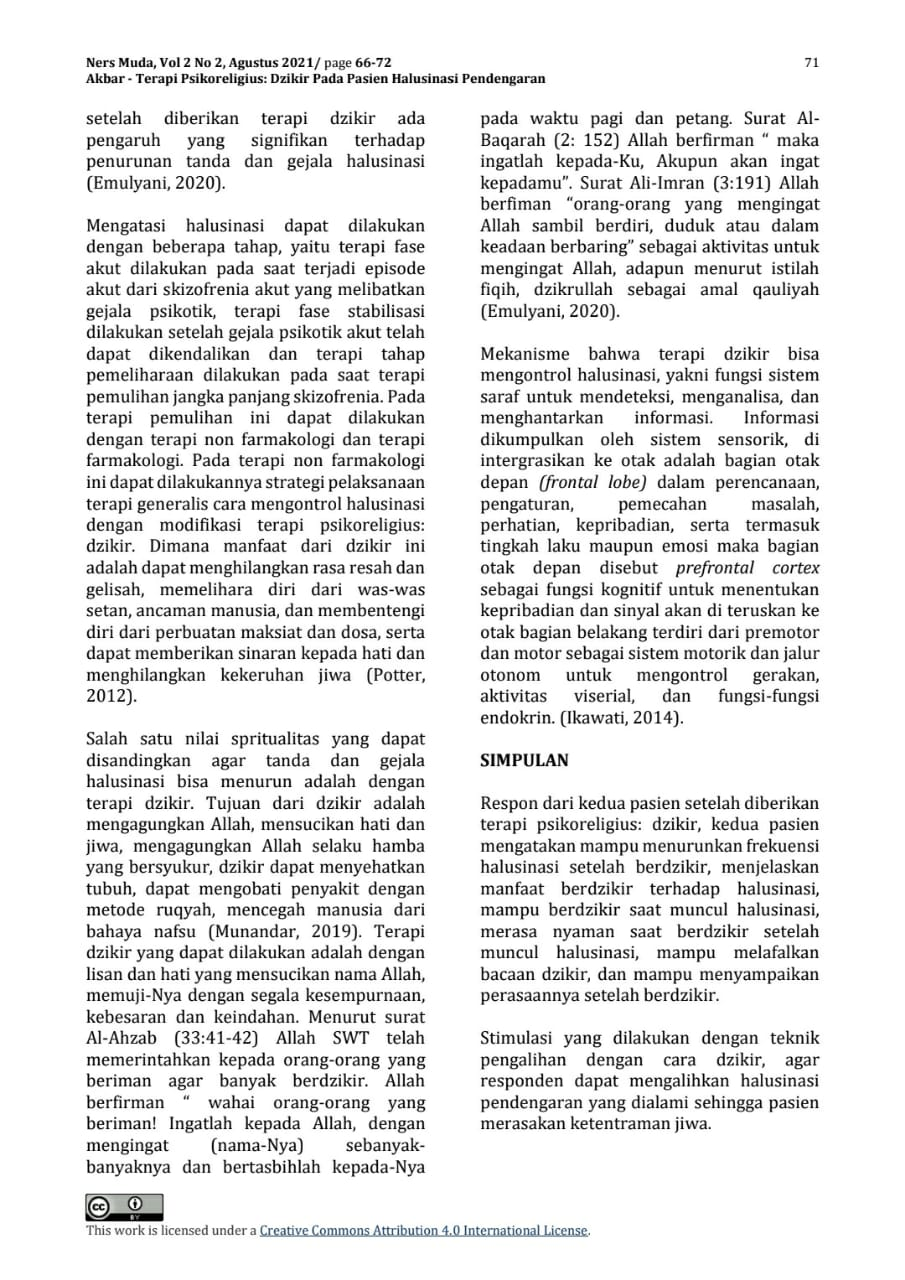 Ners Muda, Vol 2 No 2, Agustus 2021/ page 66-72
71
Akbar - Terapi Psikoreligius: Dzikir Pada Pasien Halusinasi Pendengaran
setelah diberikan terapi dzikir ada
pengaruh yang signifikan terhadap
penurunan tanda dan gejala halusinasi
(Emulyani, 2020).
Mengatasi halusinasi dapat dilakukan
dengan beberapa tahap, yaitu terapi fase
akut dilakukan pada saat terjadi episode
akut dari skizofrenia akut yang melibatkan
gejala psikotik, terapi fase stabilisasi
dilakukan setelah gejala psikotik akut telah
dapat dikendalikan dan terapi tahap
pemeliharaan dilakukan pada saat terapi
pemulihan jangka panjang skizofrenia. Pada
terapi pemulihan ini dapat dilakukan
dengan terapi non farmakologi dan terapi
farmakologi. Pada terapi non farmakologi
ini dapat dilakukannya strategi pelaksanaan
terapi generalis cara mengontrol halusinasi
dengan modifikasi terapi psikoreligius:
dzikir. Dimana manfaat dari dzikir ini
adalah dapat menghilangkan rasa resah dan
gelisah, memelihara diri dari was-was
setan, ancaman manusia, dan membentengi
diri dari perbuatan maksiat dan dosa, serta
dapat memberikan sinaran kepada hati dan
menghilangkan kekeruhan jiwa (Potter,
2012).
Salah satu nilai spritualitas yang dapat
disandingkan agar tanda dan gejala
halusinasi bisa menurun adalah dengan
terapi dzikir. Tujuan dari dzikir adalah
mengagungkan Allah, mensucikan hati dan
jiwa, mengagungkan Allah selaku hamba
yang bersyukur, dzikir dapat menyehatkan
tubuh, dapat mengobati penyakit dengan
metode ruqyah, mencegah manusia dari
bahaya nafsu (Munandar, 2019). Terapi
dzikir yang dapat dilakukan adalah dengan
lisan dan hati yang mensucikan nama Allah,
memuji-Nya dengan segala kesempurnaan,
kebesaran dan keindahan. Menurut surat
Al-Ahzab (33:41-42) Allah SWT telah
memerintahkan kepada orang-orang yang
beriman agar banyak berdzikir. Allah
berfirman “ wahai orang-orang yang
beriman! Ingatlah kepada Allah, dengan
mengingat (nama-Nya) sebanyak-
banyaknya dan bertasbihlah kepada-Nya
pada waktu pagi dan petang. Surat Al-
Baqarah (2: 152) Allah berfirman “ maka
ingatlah kepada-Ku, Akupun akan ingat
kepadamu”. Surat Ali-Imran (3:191) Allah
berfiman “orang-orang yang mengingat
Allah sambil berdiri, duduk atau dalam
keadaan berbaring” sebagai aktivitas untuk
mengingat Allah, adapun menurut istilah
fiqih, dzikrullah sebagai amal qauliyah
(Emulyani, 2020).
Mekanisme bahwa terapi dzikir bisa
mengontrol halusinasi, yakni fungsi sistem
saraf untuk mendeteksi, menganalisa, dan
menghantarkan informasi. Informasi
dikumpulkan oleh sistem sensorik, di
intergrasikan ke otak adalah bagian otak
depan (frontal lobe) dalam perencanaan,
pengaturan, pemecahan masalah,
perhatian, kepribadian, serta termasuk
tingkah laku maupun emosi maka bagian
otak depan disebut prefrontal cortex
sebagai fungsi kognitif untuk menentukan
kepribadian dan sinyal akan di teruskan ke
otak bagian belakang terdiri dari premotor
dan motor sebagai sistem motorik dan jalur
otonom untuk mengontrol gerakan,
aktivitas viserial, dan fungsi-fungsi
endokrin. (Ikawati, 2014).
SIMPULAN
Respon dari kedua pasien setelah diberikan
terapi psikoreligius: dzikir, kedua pasien
mengatakan mampu menurunkan frekuensi
halusinasi setelah berdzikir, menjelaskan
manfaat berdzikir terhadap halusinasi,
mampu berdzikir saat muncul halusinasi,
merasa nyaman saat berdzikir setelah
muncul halusinasi, mampu melafalkan
bacaan dzikir, dan mampu menyampaikan
perasaannya setelah berdzikir.
Stimulasi yang dilakukan dengan teknik
pengalihan dengan cara dzikir, agar
responden dapat mengalihkan halusinasi
pendengaran yang dialami sehingga pasien
merasakan ketentraman jiwa.
cc BY
This work is licensed under a Creative Commons Attribution 4.0 International License.